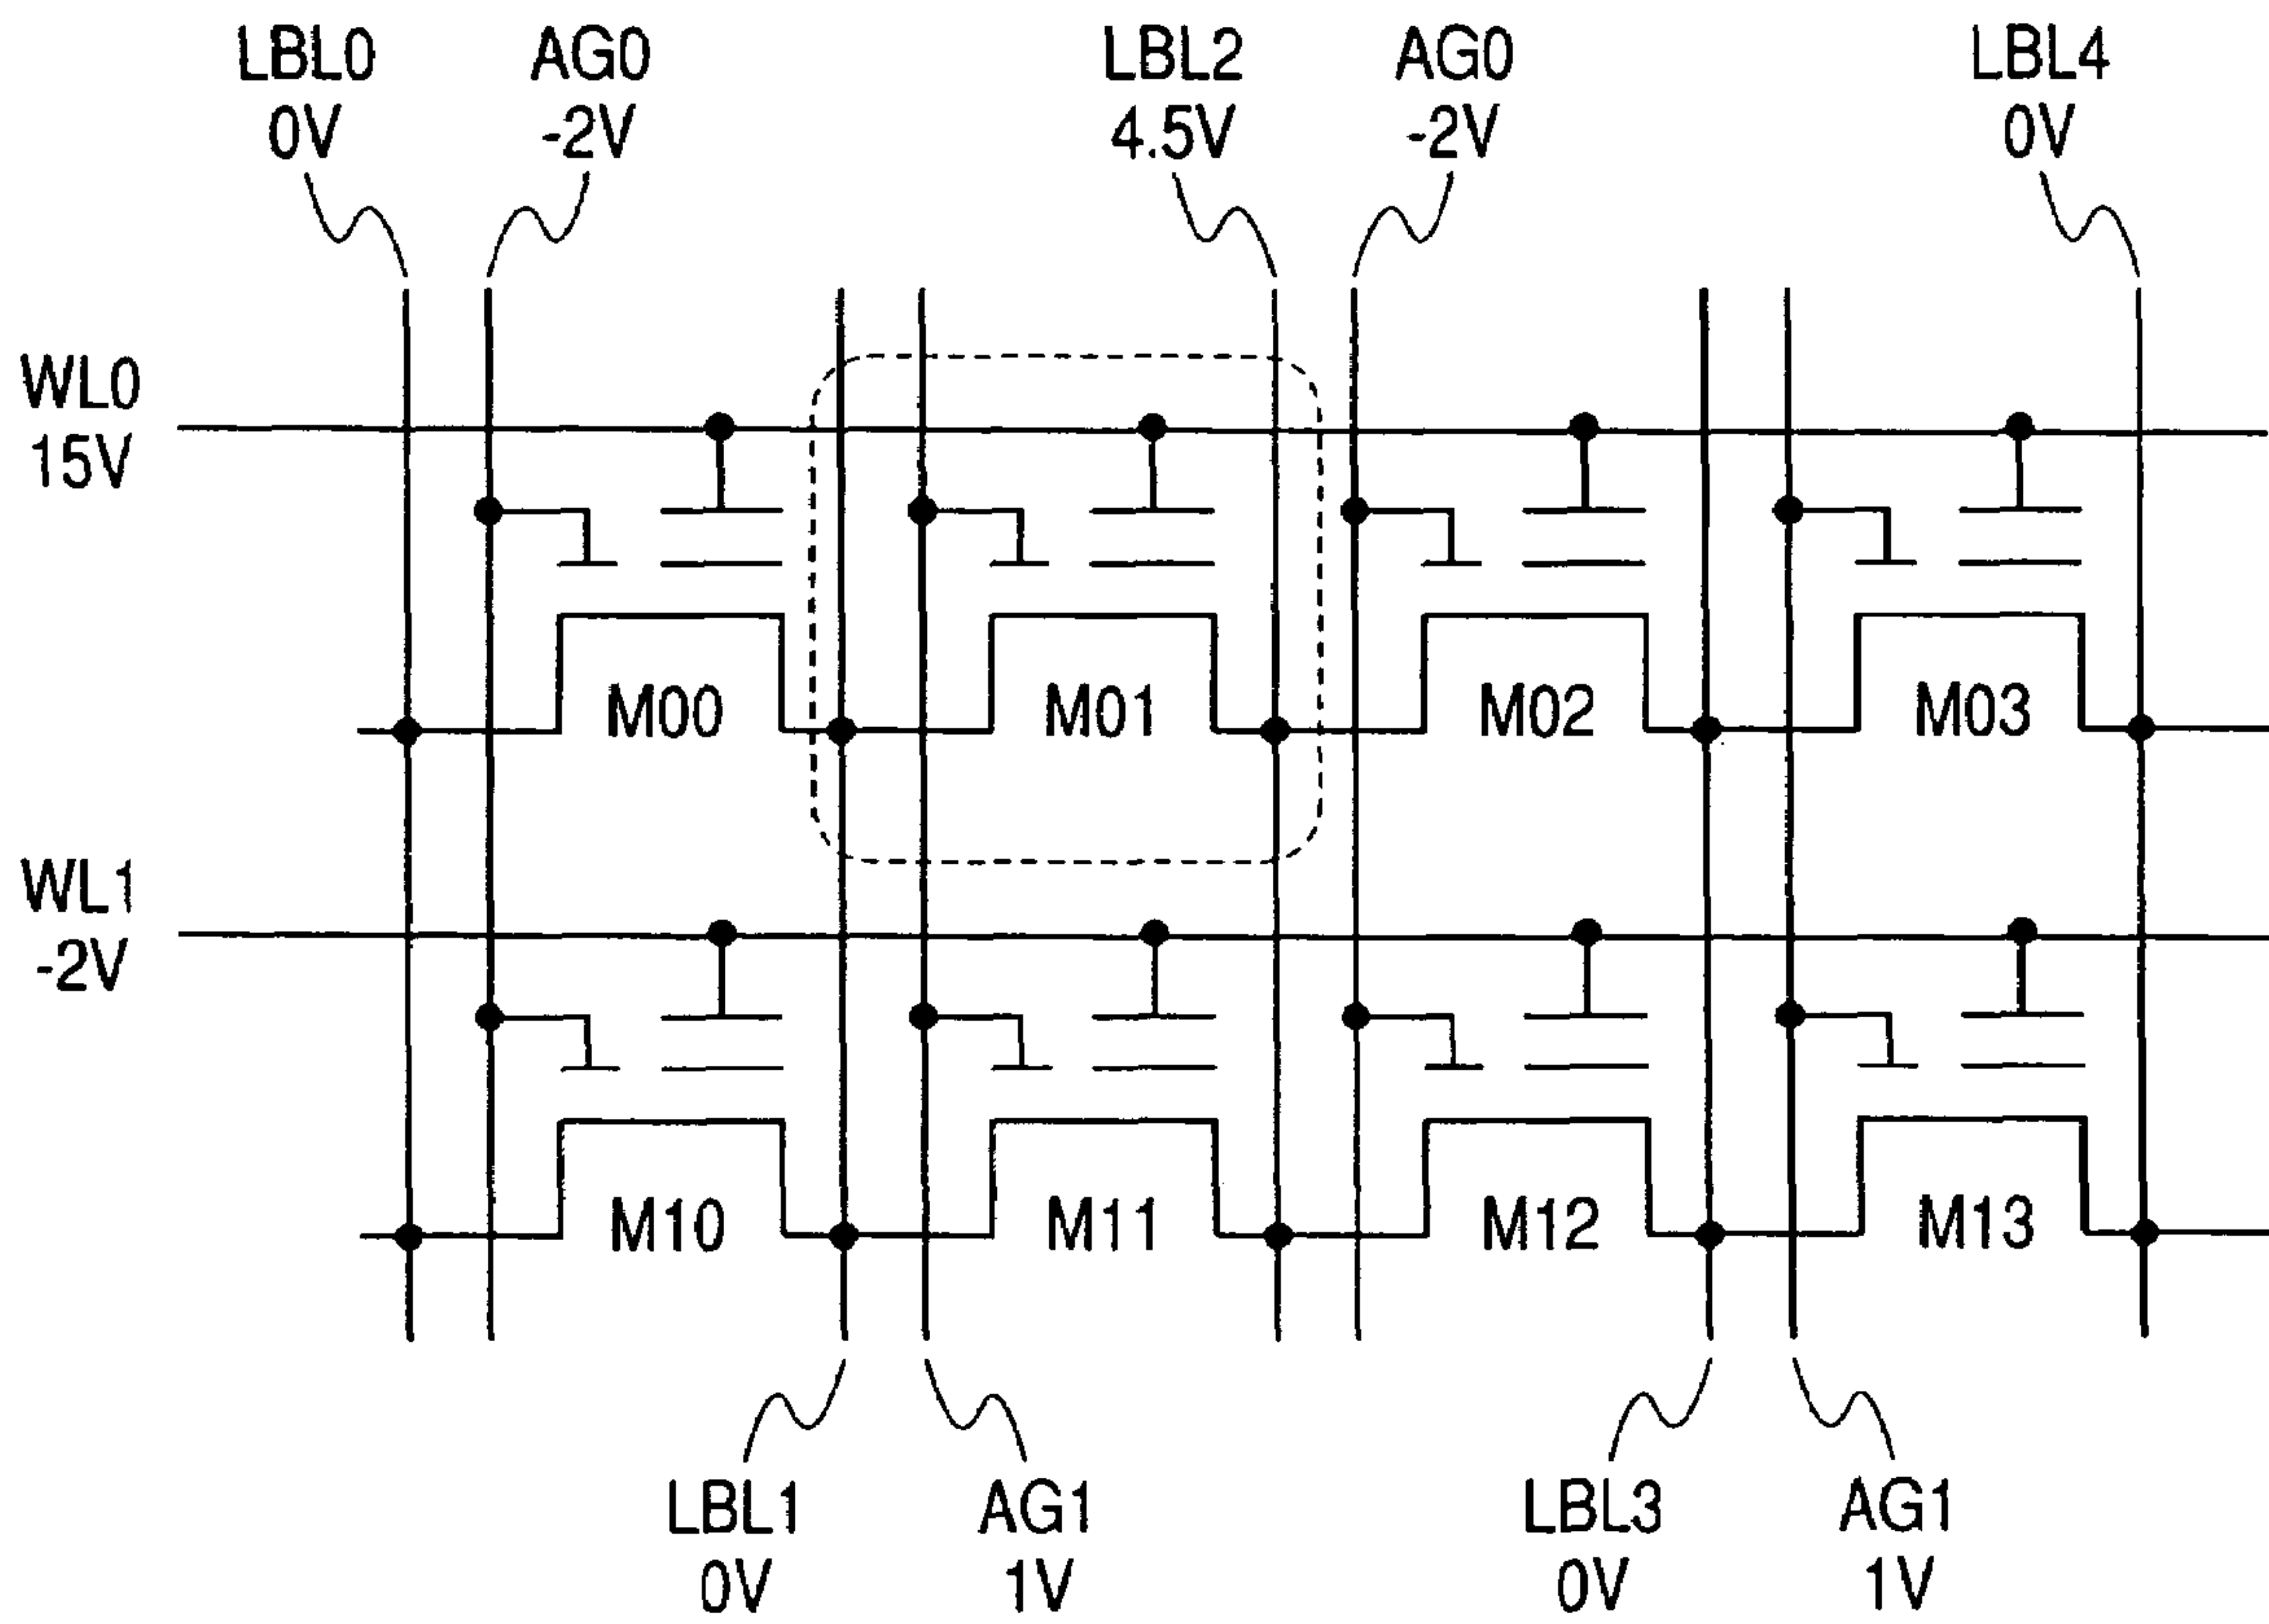 LBL0 AG0 LBL2 AG0 LBL4
0V -2V 4.5V -2V 0V
WL0
15V
M00 M01 M02 M03
WL1
-2V
M10 M11 M12 M13
LBL1 AG1 LBL3 AG1
0V 1V 0V 1V